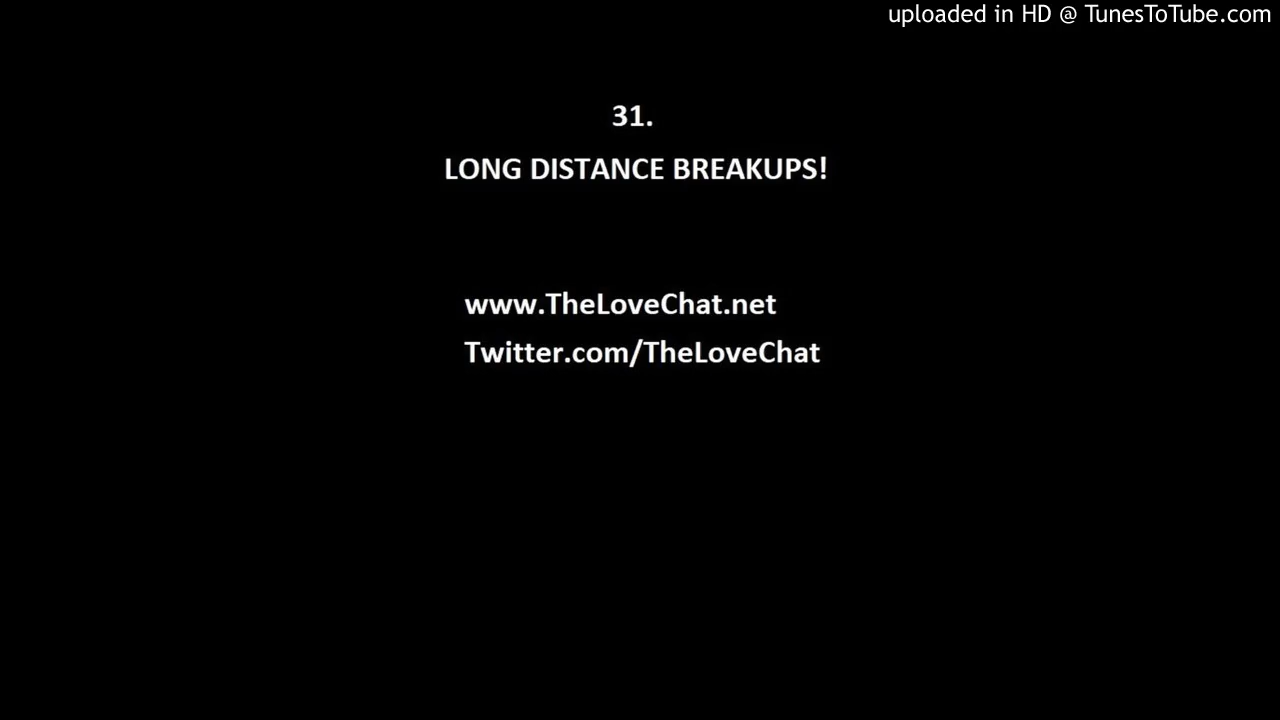 uploaded in HD @ TunesToTube.com
31.
LONG DISTANCE BREAKUPS!
www.TheLoveChat.net
Twitter.com/TheLoveChat